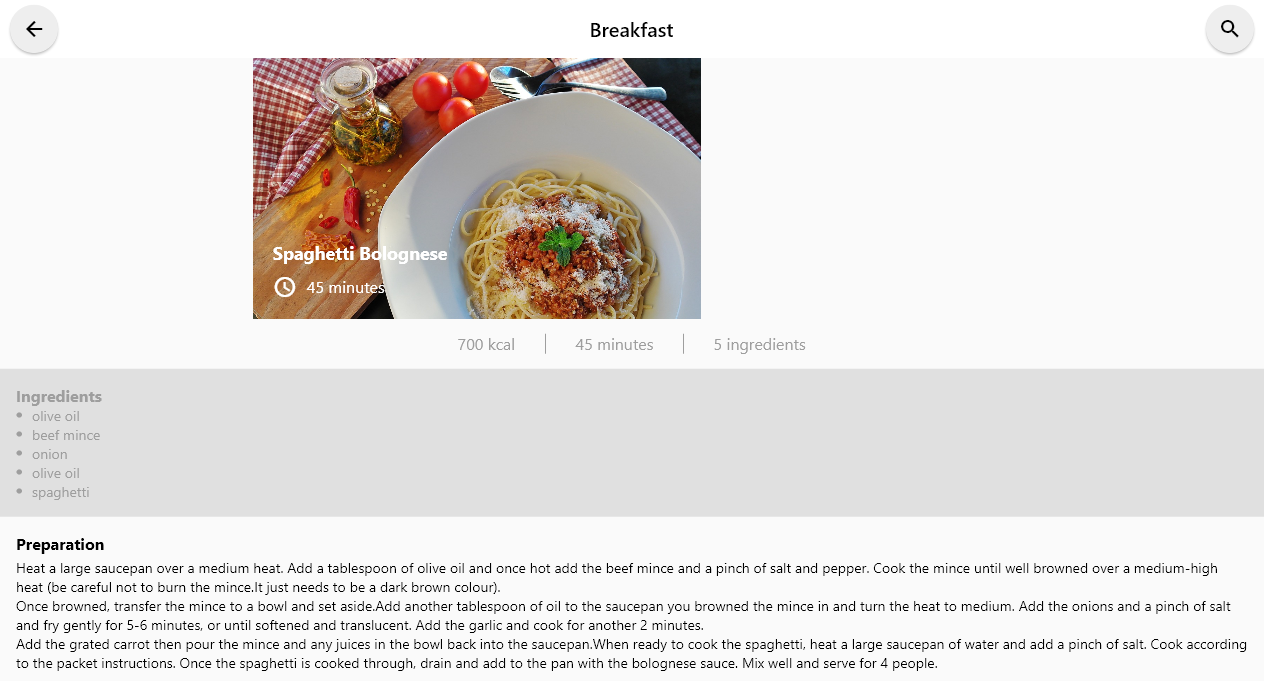 Breakfast
Spaghetti Bolognese
45 minutes
700 kcal
45 minutes
5 ingredients
Ingredients
• olive oil
• beef mince
• onion
• olive oil
• spaghetti
Preparation
Heat a large saucepan over a medium heat. Add a tablespoon of olive oil and once hot add the beef mince and a pinch of salt and pepper. Cook the mince until well browned over a medium-high
heat (be careful not to burn the mince.It just needs to be a dark brown colour).
Once browned, transfer the mince to a bowl and set aside.Add another tablespoon of oil to the saucepan you browned the mince in and turn the heat to medium. Add the onions and a pinch of salt
and fry gently for 5-6 minutes, or until softened and translucent. Add the garlic and cook for another 2 minutes.
Add the grated carrot then pour the mince and any juices in the bowl back into the saucepan.When ready to cook the spaghetti, heat a large saucepan of water and add a pinch of salt. Cook according
to the packet instructions. Once the spaghetti is cooked through, drain and add to the pan with the bolognese sauce. Mix well and serve for 4 people.